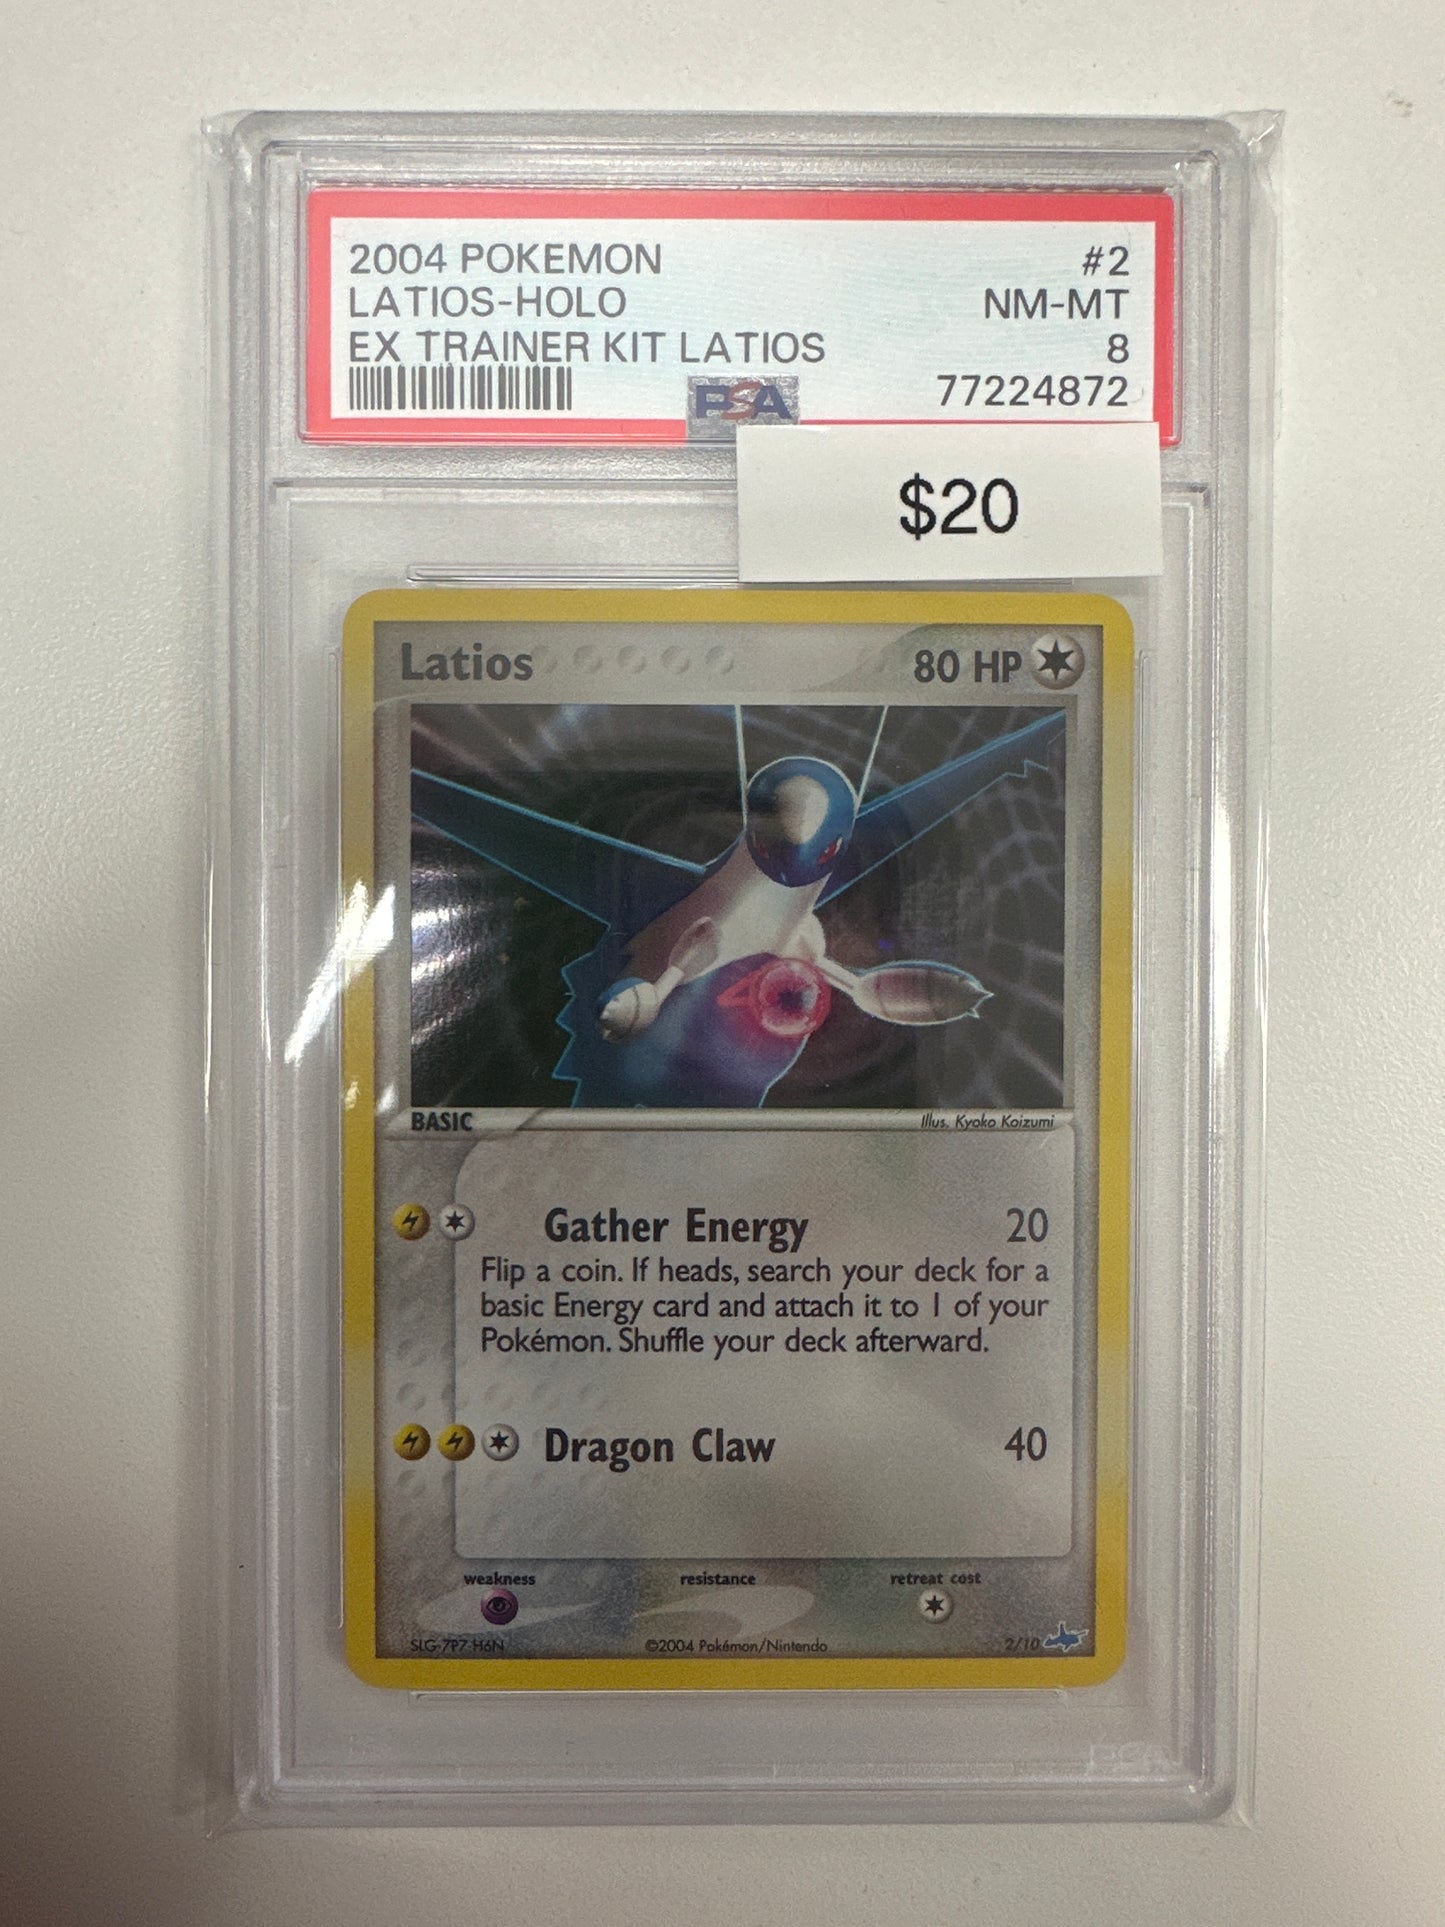 2004 POKEMON #2
LATIOS-HOLO NM-MT
EX TRAINER KIT LATIOS 8
PSA 77224872
$20
Latios 80 HP
BASIC Illus. Kyoko Koizumi
Gather Energy 20
Flip a coin. If heads, search your deck for a
basic Energy card and attach it to 1 of your
Pokémon. Shuffle your deck afterward.
Dragon Claw 40
weakness resistance retreat cost
SLG-7P7-H6N ©2004 Pokémon/Nintendo 2/10
PSA